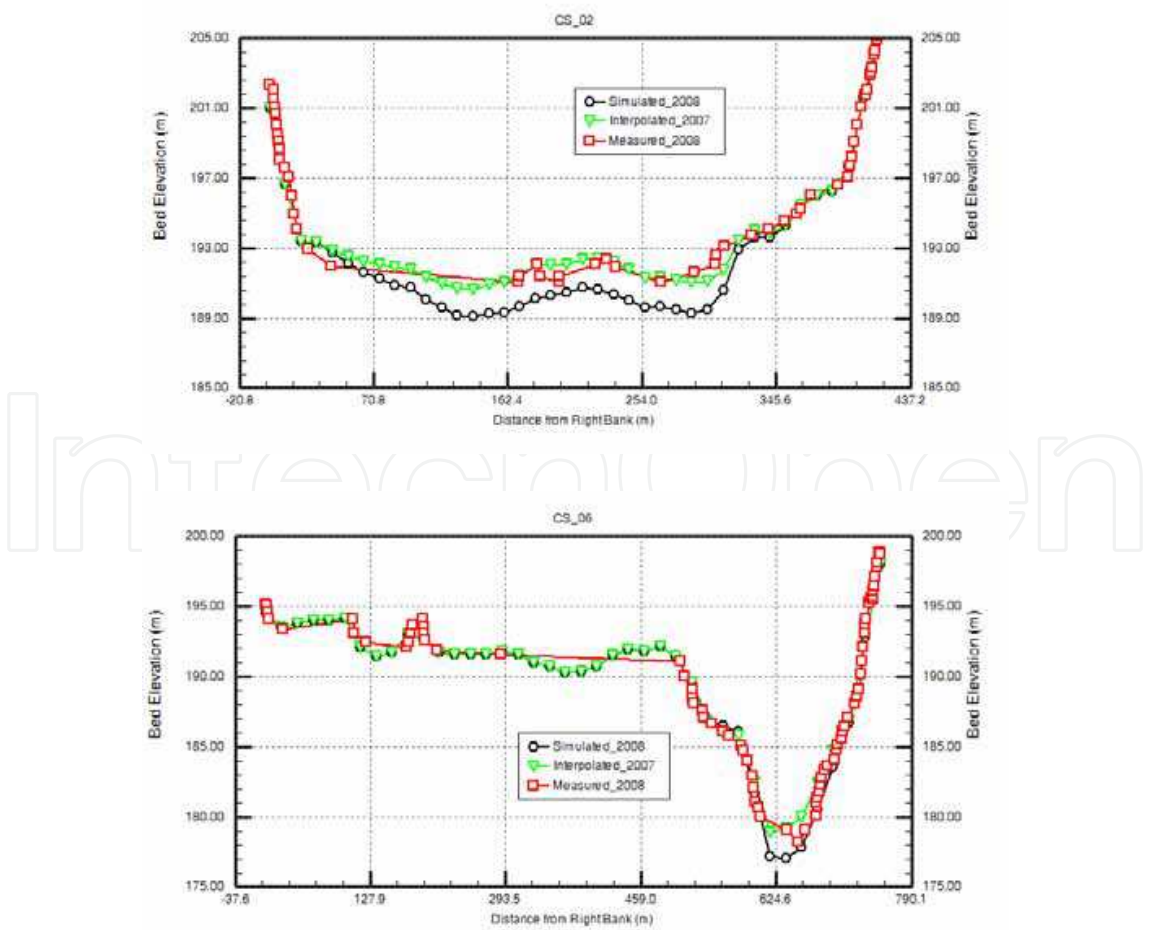 CS_02
205.00
205.00
201.00
201.00
197.00
197.00
193.00
193.00
189.00
189.00
185.00
185.00
Bed Elevation (m)
Bed Elevation (m)
Simulated_2008
Interpolated_2007
Measured_2008
-20.8 70.8 162.4 254.0 345.6 437.2
Distance from Right Bank (m)
IntechOpen
CS_06
200.00
200.00
195.00
195.00
190.00
190.00
185.00
185.00
180.00
180.00
175.00
175.00
Bed Elevation (m)
Bed Elevation (m)
Simulated_2008
Interpolated_2007
Measured_2008
-37.6 127.9 293.5 459.0 624.6 790.1
Distance from Right Bank (m)